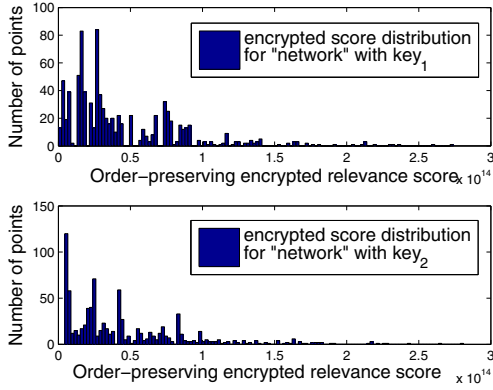 100
80
60
40
20
0
Number of points
encrypted score distribution
for "network" with key1
0 0.5 1 1.5 2 2.5 3
Order-preserving encrypted relevance score x 10^14
150
100
50
0
Number of points
encrypted score distribution
for "network" with key2
0 0.5 1 1.5 2 2.5 3
Order-preserving encrypted relevance score x 10^14